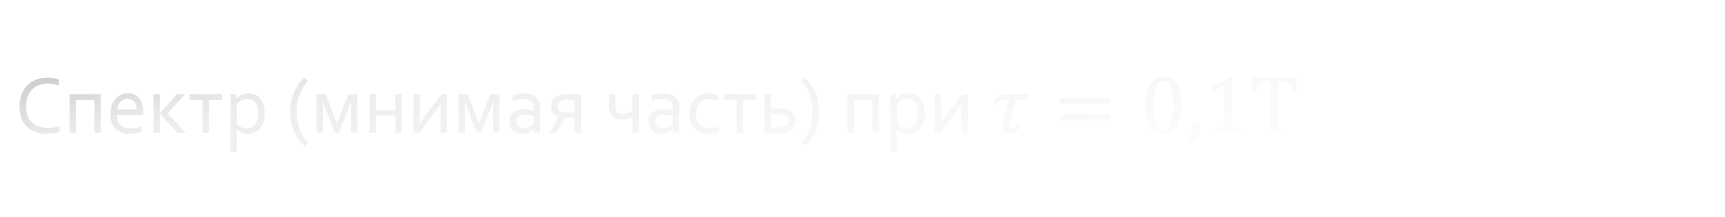 Спектр (мнимая часть) при τ = 0,1T